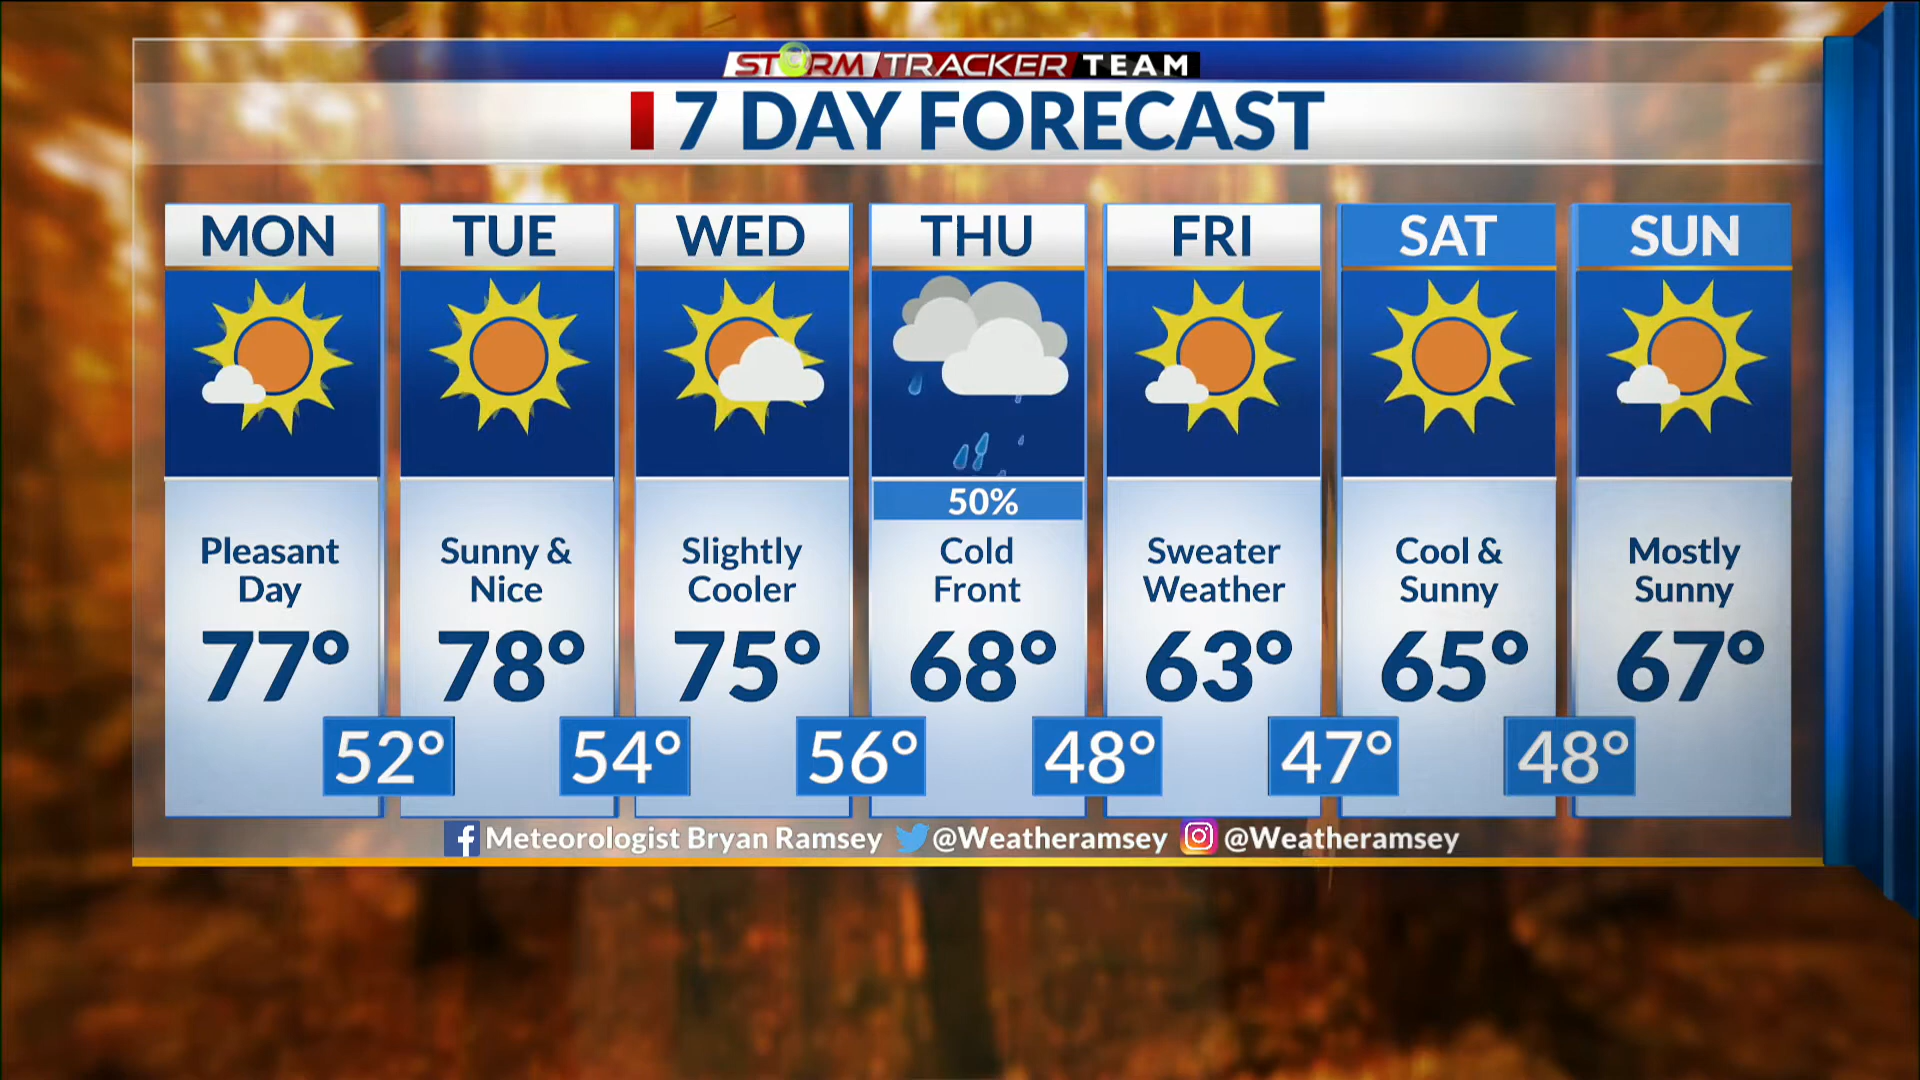 STORM TRACKER TEAM
7 DAY FORECAST
MON TUE WED THU FRI SAT SUN
50%
Pleasant Sunny & Slightly Cold Sweater Cool & Mostly
Day Nice Cooler Front Weather Sunny Sunny
77° 78° 75° 68° 63° 65° 67°
52° 54° 56° 48° 47° 48°
Meteorologist Bryan Ramsey @Weatheramsey @Weatheramsey